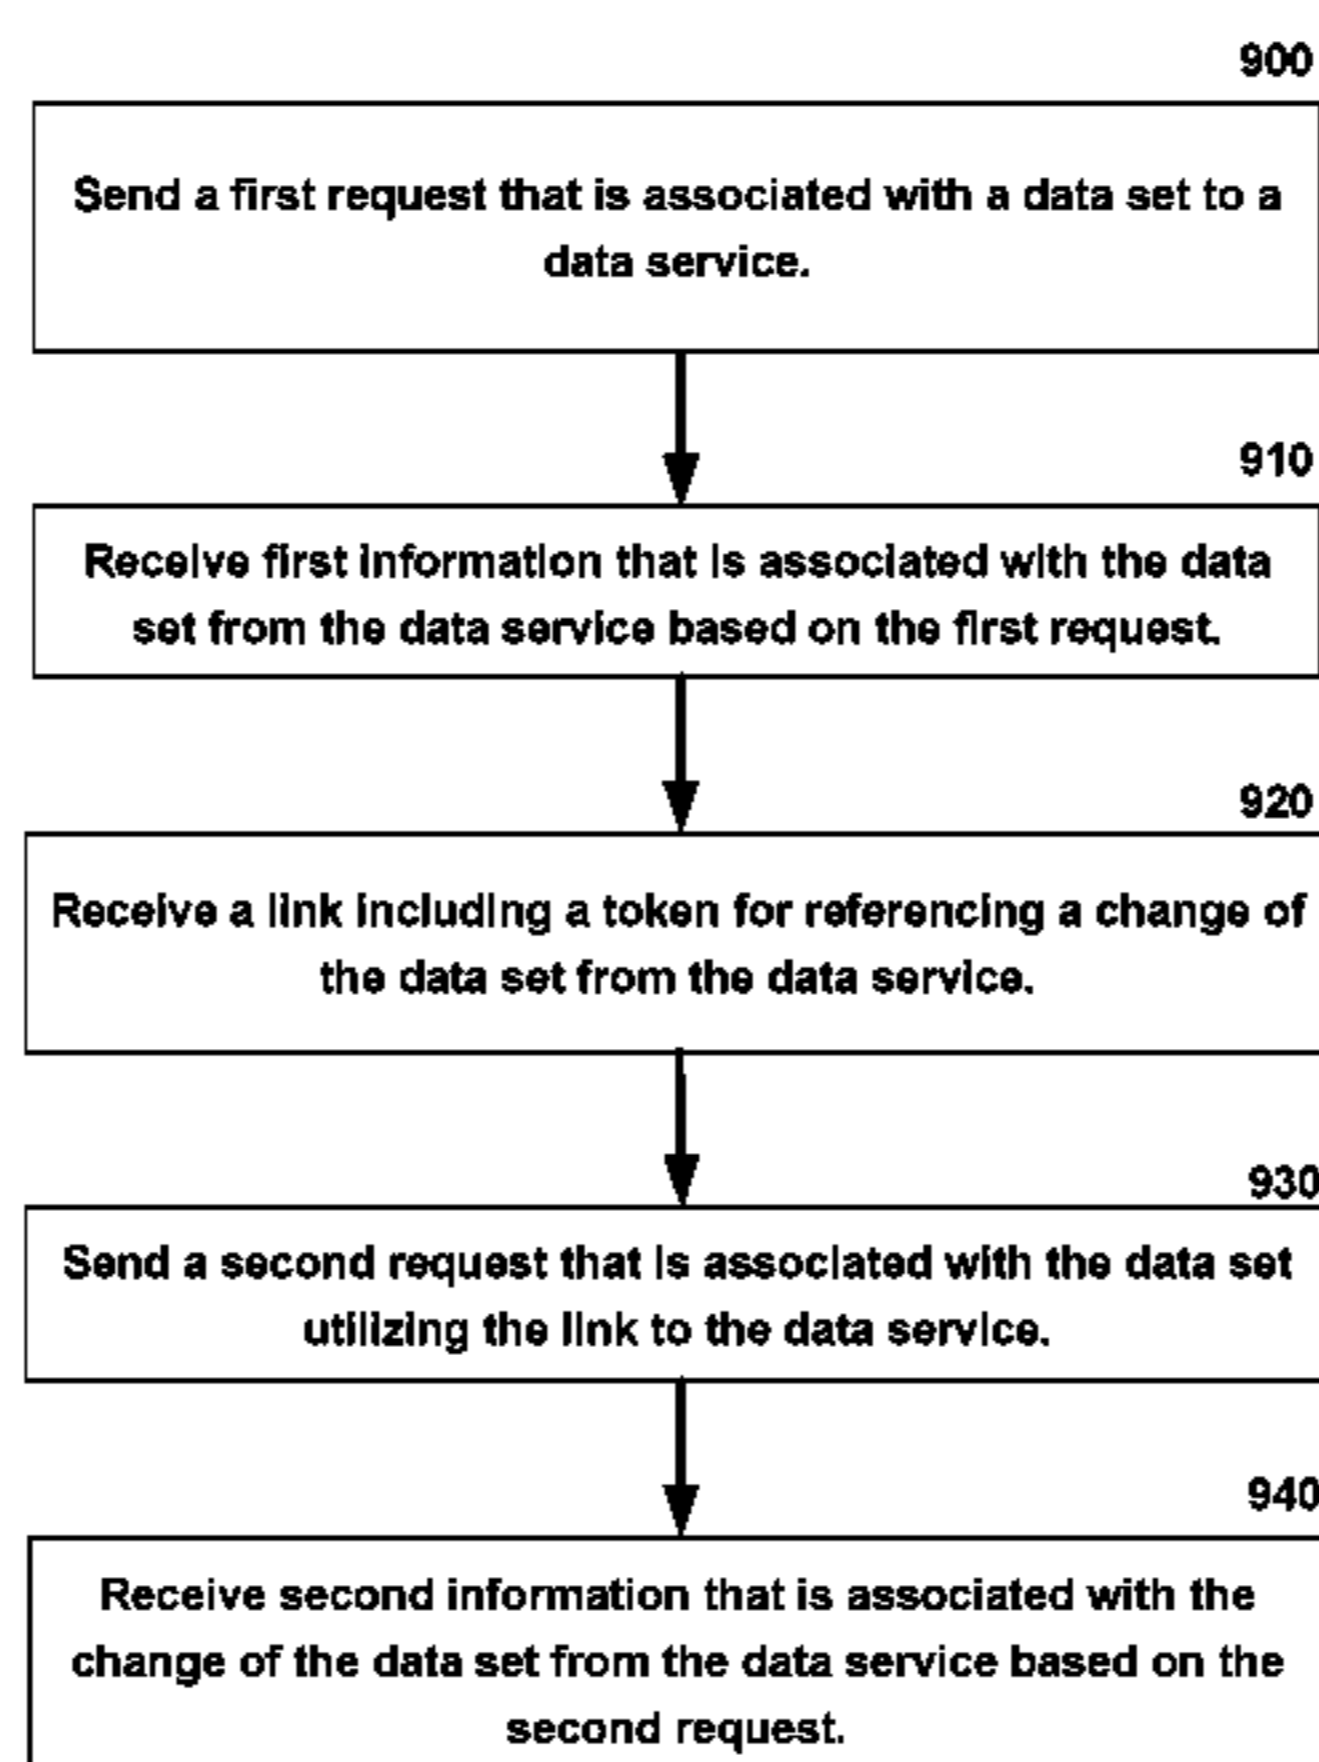 900
Send a first request that is associated with a data set to a
data service.
910
Receive first information that is associated with the data
set from the data service based on the first request.
920
Receive a link including a token for referencing a change of
the data set from the data service.
930
Send a second request that is associated with the data set
utilizing the link to the data service.
940
Receive second information that is associated with the
change of the data set from the data service based on the
second request.